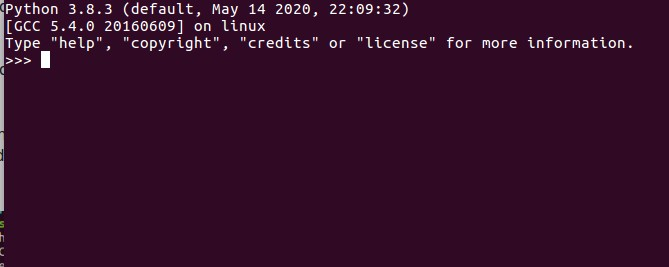 Python 3.8.3 (default, May 14 2020, 22:09:32)
[GCC 5.4.0 20160609] on linux
Type "help", "copyright", "credits" or "license" for more information.
>>>